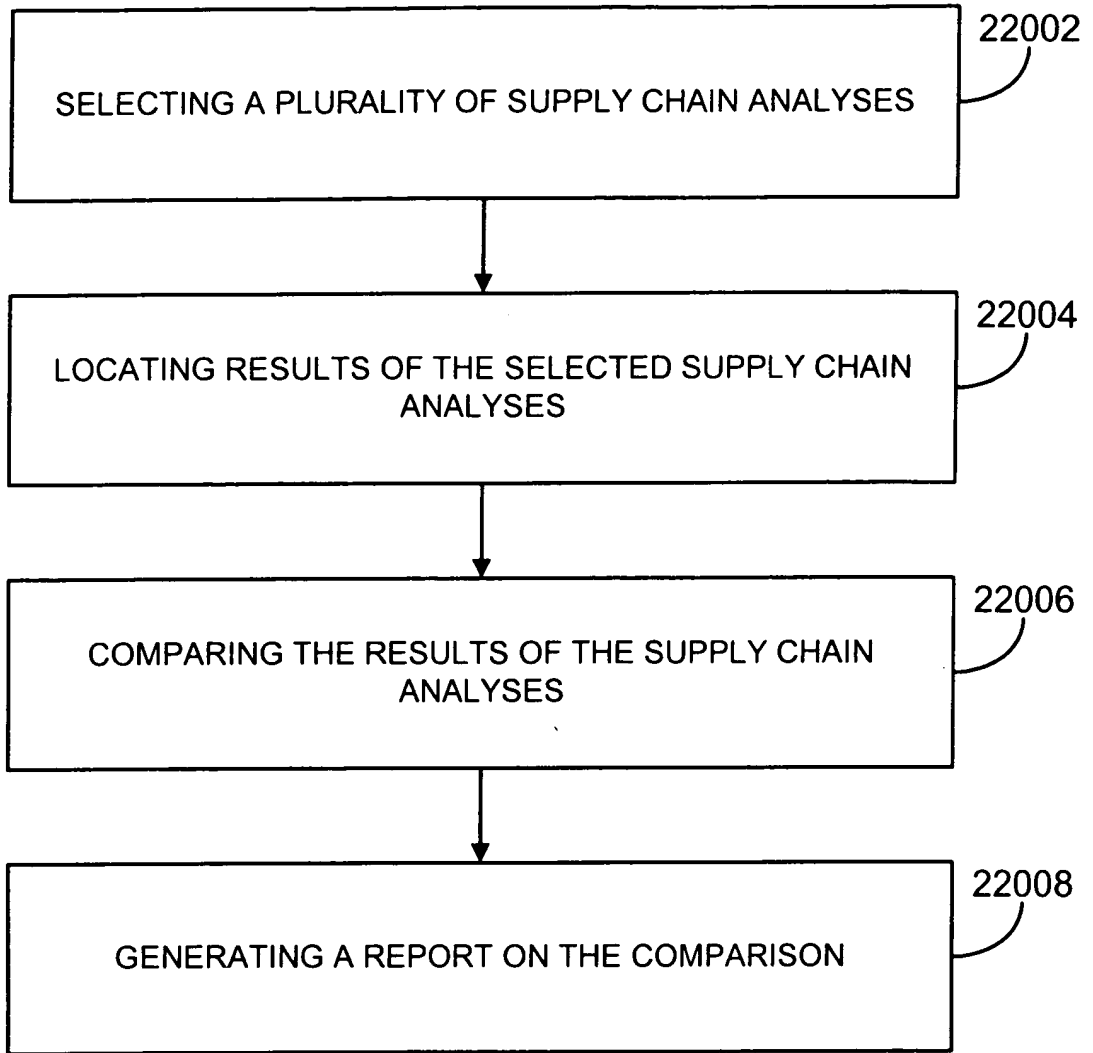 22002
SELECTING A PLURALITY OF SUPPLY CHAIN ANALYSES
22004
LOCATING RESULTS OF THE SELECTED SUPPLY CHAIN
ANALYSES
22006
COMPARING THE RESULTS OF THE SUPPLY CHAIN
ANALYSES
22008
GENERATING A REPORT ON THE COMPARISON